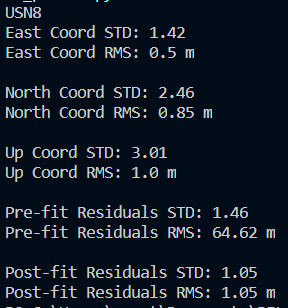 USN8
East Coord STD: 1.42
East Coord RMS: 0.5 m
North Coord STD: 2.46
North Coord RMS: 0.85 m
Up Coord STD: 3.01
Up Coord RMS: 1.0 m
Pre-fit Residuals STD: 1.46
Pre-fit Residuals RMS: 64.62 m
Post-fit Residuals STD: 1.05
Post-fit Residuals RMS: 1.05 m